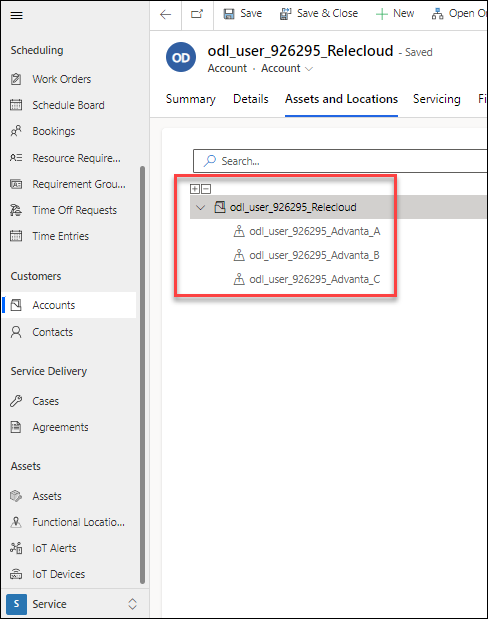 Save
Save & Close
New
Open O
Scheduling
Work Orders
Schedule Board
Bookings
Resource Require...
Requirement Grou...
Time Off Requests
Time Entries
Customers
Accounts
Contacts
Service Delivery
Cases
Agreements
Assets
Assets
Functional Locatio...
IoT Alerts
IoT Devices
S
Service
OD
odl_user_926295_Relecloud - Saved
Account · Account
Summary
Details
Assets and Locations
Servicing
Fi
Search...
odl_user_926295_Relecloud
odl_user_926295_Advanta_A
odl_user_926295_Advanta_B
odl_user_926295_Advanta_C